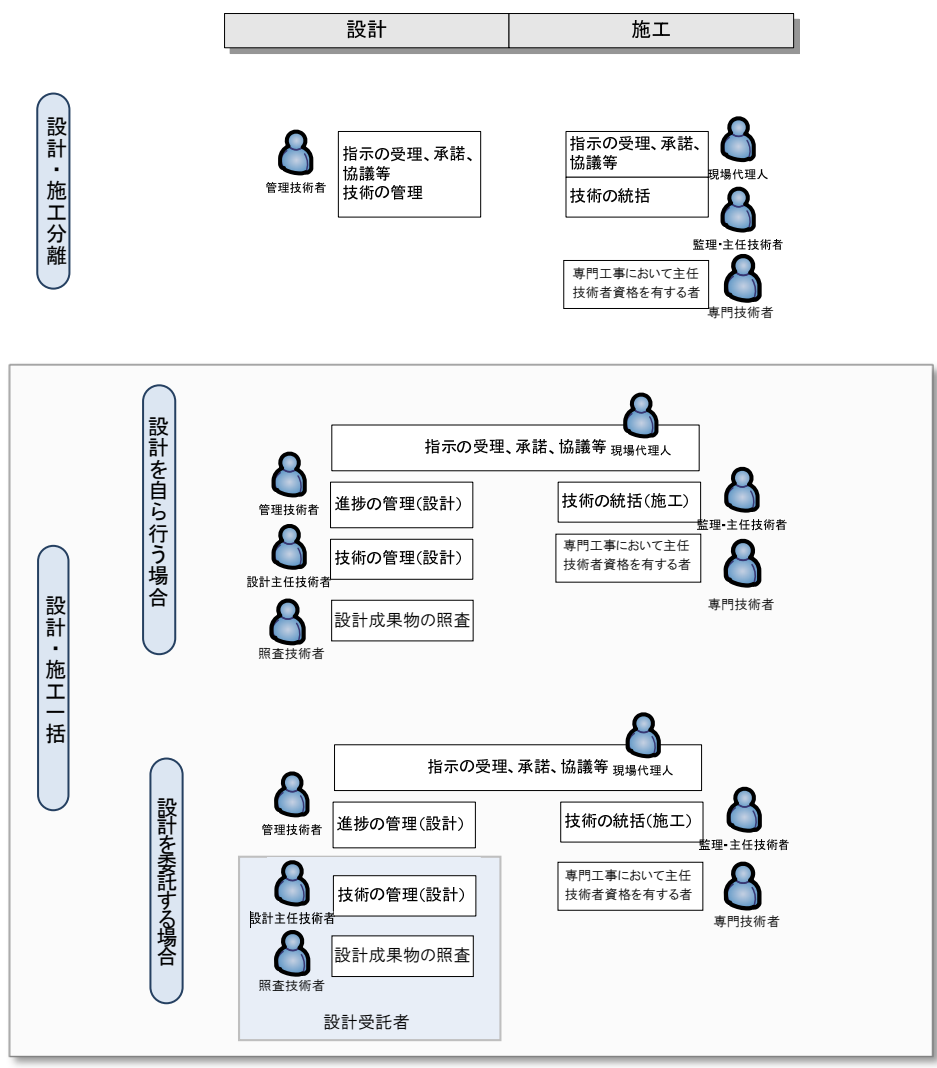 設計
施工
設計・施工分離
管理技術者
指示の受理、承諾、
協議等
技術の管理
指示の受理、承諾、
協議等
現場代理人
技術の統括
監理・主任技術者
専門工事において主任
技術者資格を有する者
専門技術者
設計・施工一括
設計を自ら行う場合
指示の受理、承諾、協議等
現場代理人
管理技術者
進捗の管理(設計)
技術の統括(施工)
監理・主任技術者
設計主任技術者
技術の管理(設計)
専門工事において主任
技術者資格を有する者
専門技術者
照査技術者
設計成果物の照査
設計を委託する場合
指示の受理、承諾、協議等
現場代理人
管理技術者
進捗の管理(設計)
技術の統括(施工)
監理・主任技術者
設計主任技術者
技術の管理(設計)
専門工事において主任
技術者資格を有する者
専門技術者
照査技術者
設計成果物の照査
設計受託者